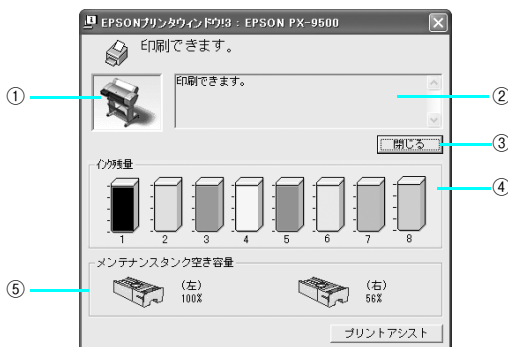 EPSONプリンタウィンドウ!3 : EPSON PX-9500
印刷できます。
①
印刷できます。
②
閉じる
③
インク残量
④
1 2 3 4 5 6 7 8
メンテナンスタンク空き容量
⑤
(左) (右)
100% 56%
プリントアシスト